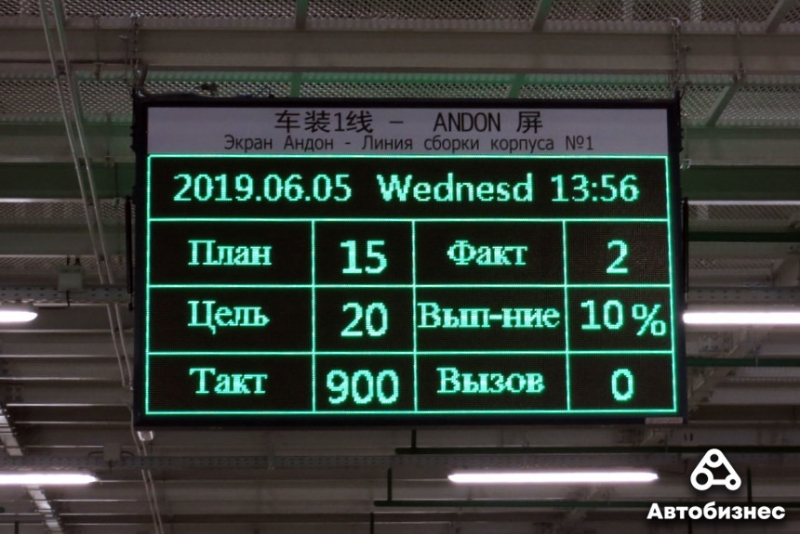 车装1线 - ANDON 屏
Экран Андон - Линия сборки корпуса №1
2019.06.05 Wednesd 13:56
План 15 Факт 2
Цель 20 Вып-ние 10%
Такт 900 Вызов 0
Автобизнес